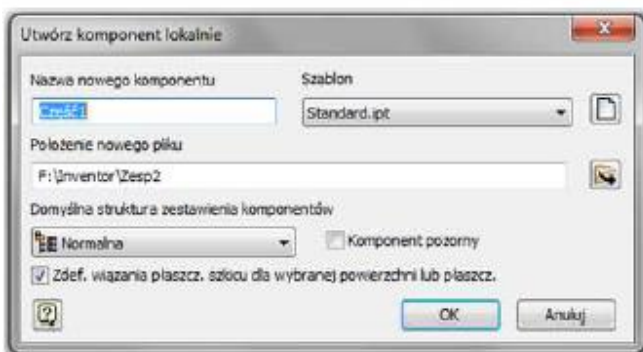 Utwórz komponent lokalnie
Nazwa nowego komponentu
Szablon
Część1
Standard.ipt
Położenie nowego pliku
F:\Inventor\Zesp2
Domyślna struktura zestawienia komponentów
Normalna
Komponent pozorny
Zdef. wiązania płaszcz. szkicu dla wybranej powierzchni lub płaszcz.
OK
Anuluj